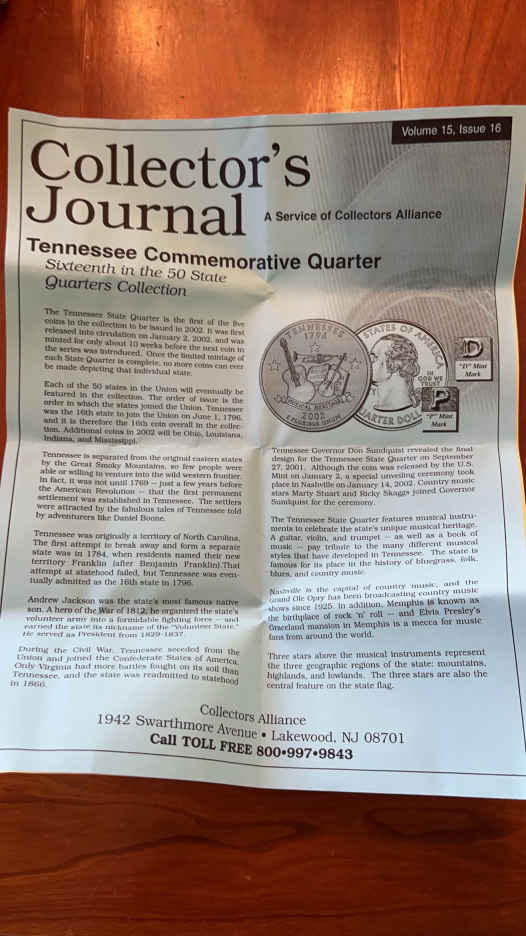 Volume 15, Issue 16
Collector's
Journal
A Service of Collectors Alliance
Tennessee Commemorative Quarter
Sixteenth in the 50 State
Quarters Collection
The Tennessee State Quarter is the first of the five
coins in the collection to be issued in 2002. It was first
released into circulation on January 2, 2002, and was
minted for only about 10 weeks before the next coin in
the series was introduced. Once the limited mintage of
each State Quarter is complete, no more coins can ever
be made depicting that individual state.
Each of the 50 states in the Union will eventually be
featured in the collection. The order of issue is the
order in which the states joined the Union. Tennessee
was the 16th state to join the Union on June 1, 1796,
and it is therefore the 16th coin overall in the collec-
tion. Additional coins in 2002 will be Ohio, Louisiana,
Indiana, and Mississippi.
Tennessee is separated from the original eastern states
by the Great Smoky Mountains, so few people were
able or willing to venture into the wild western frontier.
In fact, it was not until 1769 -- just a few years before
the American Revolution -- that the first permanent
settlement was established in Tennessee. The settlers
were attracted by the fabulous tales of Tennessee told
by adventurers like Daniel Boone.
Tennessee was originally a territory of North Carolina.
The first attempt to break away and form a separate
state was in 1784, when residents named their new
territory Franklin (after Benjamin Franklin).That
attempt at statehood failed, but Tennessee was even-
tually admitted as the 16th state in 1796.
Andrew Jackson was the state's most famous native
son. A hero of the War of 1812, he organized the state's
volunteer army into a formidable fighting force -- and
earned the state its nickname of the "Volunteer State."
He served as President from 1829-1837.
During the Civil War, Tennessee seceded from the
Union and joined the Confederate States of America.
Only Virginia had more battles fought on its soil than
Tennessee, and the state was readmitted to statehood
in 1866.
TENNESSEE
1796
MUSICAL HERITAGE
2002
E PLURIBUS UNUM
STATES OF AMERICA
IN
GOD WE
TRUST
QUARTER DOLLAR
D
"D" Mint
Mark
P
"P" Mint
Mark
Tennessee Governor Don Sundquist revealed the final
design for the Tennessee State Quarter on September
27, 2001. Although the coin was released by the U.S.
Mint on January 2, a special unveiling ceremony took
place in Nashville on January 14, 2002. Country music
stars Marty Stuart and Ricky Skaggs joined Governor
Sundquist for the ceremony.
The Tennessee State Quarter features musical instru-
ments to celebrate the state's unique musical heritage.
A guitar, violin, and trumpet -- as well as a book of
music -- pay tribute to the many different musical
styles that have developed in Tennessee. The state is
famous for its place in the history of bluegrass, folk,
blues, and country music.
Nashville is the capital of country music, and the
Grand Ole Opry has been broadcasting country music
shows since 1925. In addition, Memphis is known as
the birthplace of rock 'n' roll -- and Elvis Presley's
Graceland mansion in Memphis is a mecca for music
fans from around the world.
Three stars above the musical instruments represent
the three geographic regions of the state: mountains,
highlands, and lowlands. The three stars are also the
central feature on the state flag.
Collectors Alliance
1942 Swarthmore Avenue • Lakewood, NJ 08701
Call TOLL FREE 800•997•9843